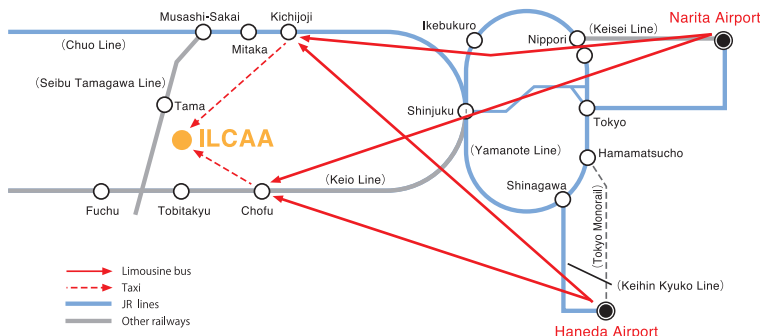 Musashi-Sakai
Kichijoji
Ikebukuro
Nippori
(Keisei Line)
Narita Airport
(Chuo Line)
Mitaka
(Seibu Tamagawa Line)
Tama
Shinjuku
Tokyo
ILCAA
(Yamanote Line)
Hamamatsucho
(Keio Line)
Shinagawa
Fuchu
Tobitakyu
Chofu
(Tokyo Monorail)
(Keihin Kyuko Line)
Haneda Airport
Limousine bus
Taxi
JR lines
Other railways